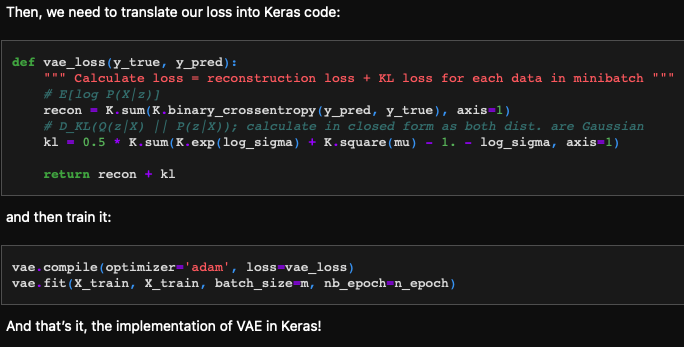 Then, we need to translate our loss into Keras code:
def vae_loss(y_true, y_pred):
    """ Calculate loss = reconstruction loss + KL loss for each data in minibatch """
    # E[log P(X|z)]
    recon = K.sum(K.binary_crossentropy(y_pred, y_true), axis=1)
    # D_KL(Q(z|X) || P(z|X)); calculate in closed form as both dist. are Gaussian
    kl = 0.5 * K.sum(K.exp(log_sigma) + K.square(mu) - 1. - log_sigma, axis=1)
    return recon + kl
and then train it:
vae.compile(optimizer='adam', loss=vae_loss)
vae.fit(X_train, X_train, batch_size=m, nb_epoch=n_epoch)
And that’s it, the implementation of VAE in Keras!